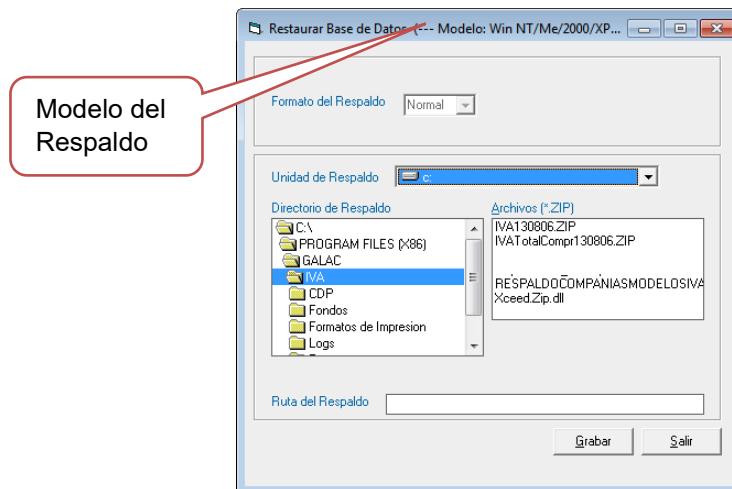 Restaurar Base de Datos (--- Modelo: Win NT/Me/2000/XP...
Modelo del
Respaldo
Formato del Respaldo Normal
Unidad de Respaldo c:
Directorio de Respaldo
C:\
PROGRAM FILES (X86)
GALAC
IVA
CDP
Fondos
Formatos de Impresion
Logs
Archivos (*.ZIP)
IVA130806.ZIP
IVATotalCompr130806.ZIP
RESPALDOCOMPAÑIASMODELOSIVA
Xceed.Zip.dll
Ruta del Respaldo
Grabar Salir